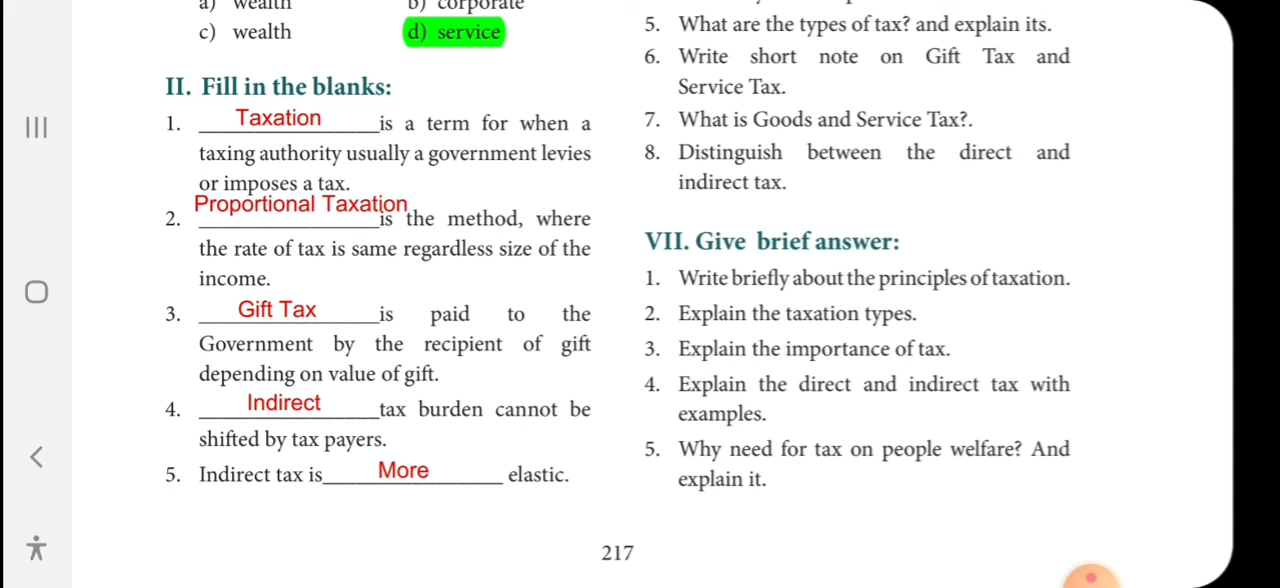 a) wealth b) corporate
c) wealth d) service
II. Fill in the blanks:
1. Taxation is a term for when a
taxing authority usually a government levies
or imposes a tax.
2. Proportional Taxation is the method, where
the rate of tax is same regardless size of the
income.
3. Gift Tax is paid to the
Government by the recipient of gift
depending on value of gift.
4. Indirect tax burden cannot be
shifted by tax payers.
5. Indirect tax is More elastic.
5. What are the types of tax? and explain its.
6. Write short note on Gift Tax and
Service Tax.
7. What is Goods and Service Tax?.
8. Distinguish between the direct and
indirect tax.
VII. Give brief answer:
1. Write briefly about the principles of taxation.
2. Explain the taxation types.
3. Explain the importance of tax.
4. Explain the direct and indirect tax with
examples.
5. Why need for tax on people welfare? And
explain it.
217